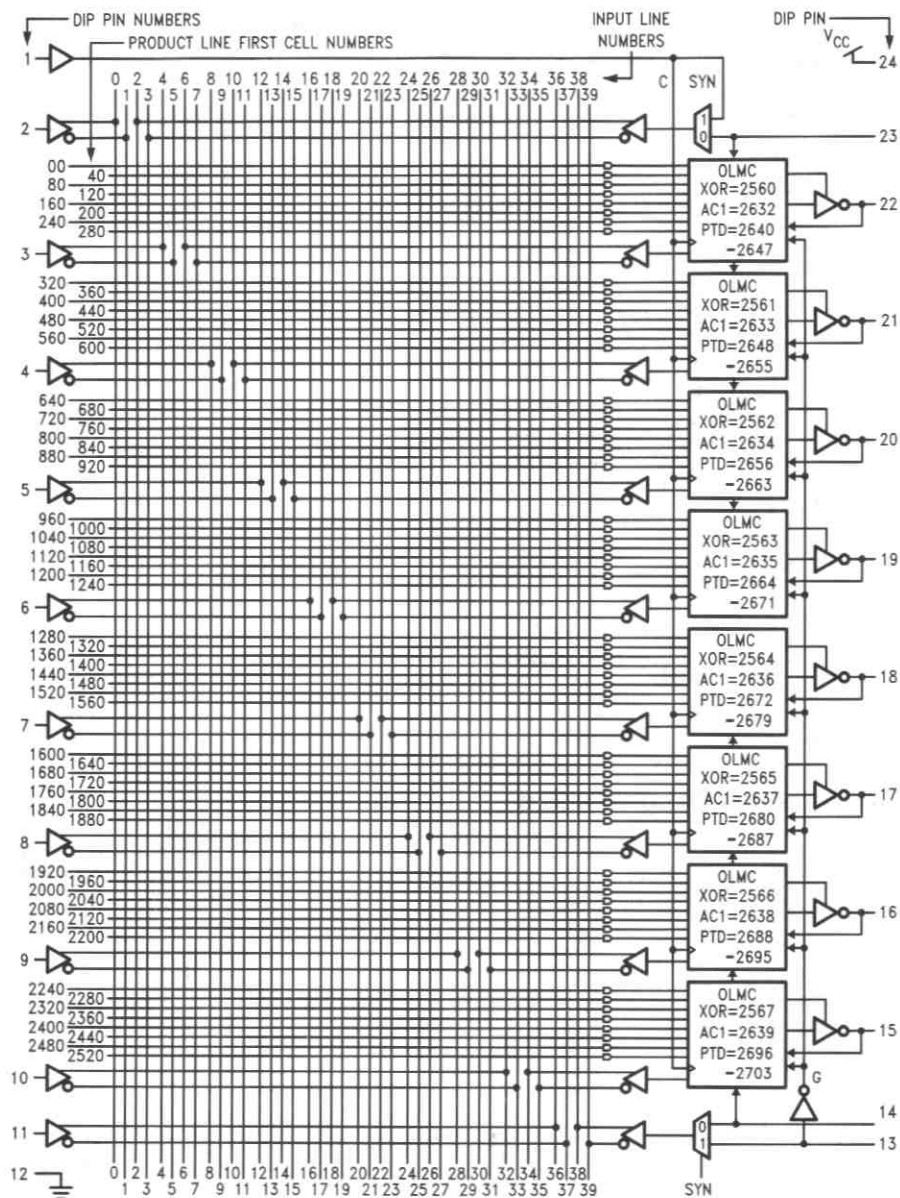 DIP PIN NUMBERS
INPUT LINE NUMBERS
DIP PIN
PRODUCT LINE FIRST CELL NUMBERS
VCC
24
1
0 2 4 6 8 10 12 14 16 18 20 22 24 26 28 30 32 34 36 38
1 3 5 7 9 11 13 15 17 19 21 23 25 27 29 31 33 35 37 39
C SYN
2
1
0
23
00
40
80
120
160
200
240
280
OLMC
XOR=2560
AC1=2632
PTD=2640
-2647
22
3
320
360
400
440
480
520
560
600
OLMC
XOR=2561
AC1=2633
PTD=2648
-2655
21
4
640
680
720
760
800
840
880
920
OLMC
XOR=2562
AC1=2634
PTD=2656
-2663
20
5
960
1000
1040
1080
1120
1160
1200
1240
OLMC
XOR=2563
AC1=2635
PTD=2664
-2671
19
6
1280
1320
1360
1400
1440
1480
1520
1560
OLMC
XOR=2564
AC1=2636
PTD=2672
-2679
18
7
1600
1640
1680
1720
1760
1800
1840
1880
OLMC
XOR=2565
AC1=2637
PTD=2680
-2687
17
8
1920
1960
2000
2040
2080
2120
2160
2200
OLMC
XOR=2566
AC1=2638
PTD=2688
-2695
16
9
2240
2280
2320
2360
2400
2440
2480
2520
OLMC
XOR=2567
AC1=2639
PTD=2696
-2703
15
10
G
11
0
1
14
13
12
0 2 4 6 8 10 12 14 16 18 20 22 24 26 28 30 32 34 36 38
1 3 5 7 9 11 13 15 17 19 21 23 25 27 29 31 33 35 37 39
SYN